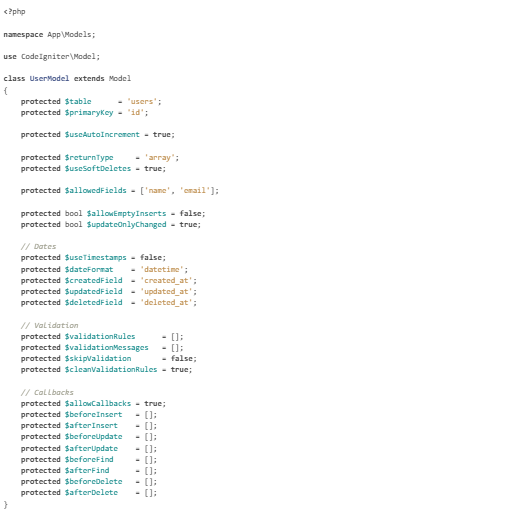 <?php
namespace App\Models;
use CodeIgniter\Model;
class UserModel extends Model
{
    protected $table      = 'users';
    protected $primaryKey = 'id';
    protected $useAutoIncrement = true;
    protected $returnType     = 'array';
    protected $useSoftDeletes = true;
    protected $allowedFields = ['name', 'email'];
    protected bool $allowEmptyInserts = false;
    protected bool $updateOnlyChanged = true;
    // Dates
    protected $useTimestamps = false;
    protected $dateFormat    = 'datetime';
    protected $createdField  = 'created_at';
    protected $updatedField  = 'updated_at';
    protected $deletedField  = 'deleted_at';
    // Validation
    protected $validationRules      = [];
    protected $validationMessages   = [];
    protected $skipValidation       = false;
    protected $cleanValidationRules = true;
    // Callbacks
    protected $allowCallbacks = true;
    protected $beforeInsert   = [];
    protected $afterInsert    = [];
    protected $beforeUpdate   = [];
    protected $afterUpdate    = [];
    protected $beforeFind     = [];
    protected $afterFind      = [];
    protected $beforeDelete   = [];
    protected $afterDelete    = [];
}